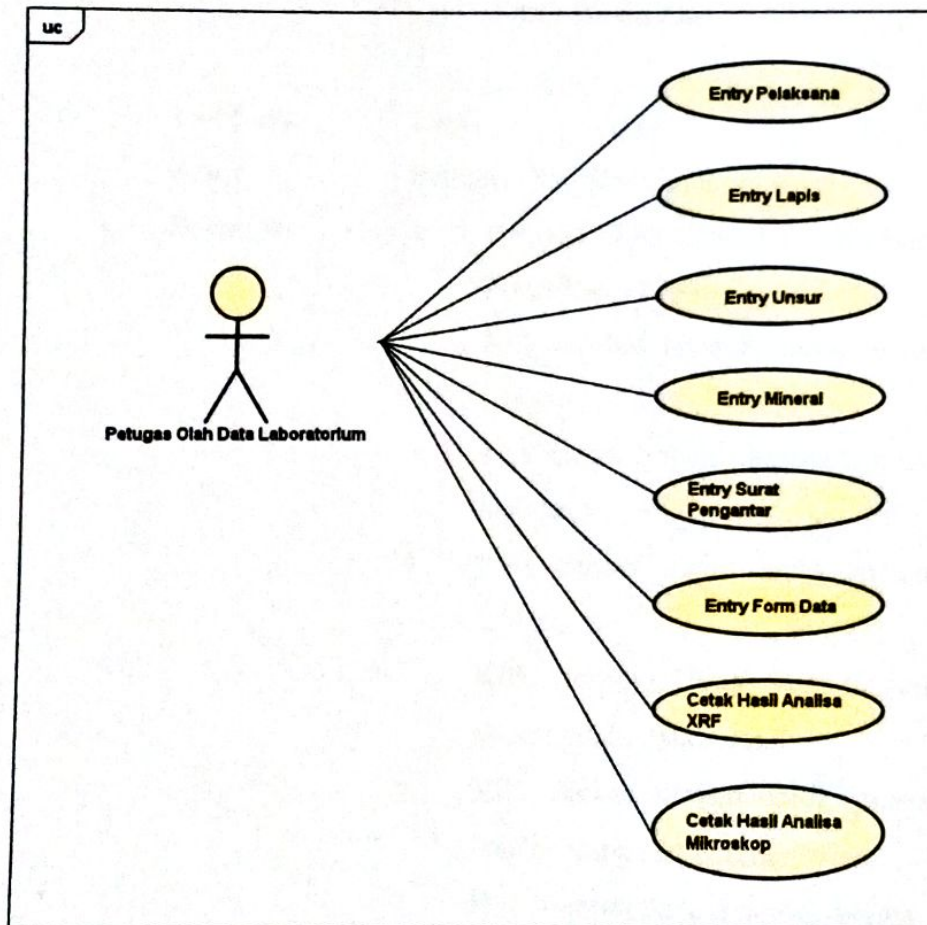 uc
Entry Pelaksana
Entry Lapis
Entry Unsur
Entry Mineral
Entry Surat
Pengantar
Entry Form Data
Cetak Hasil Analisa
XRF
Cetak Hasil Analisa
Mikroskop
Petugas Olah Data Laboratorium